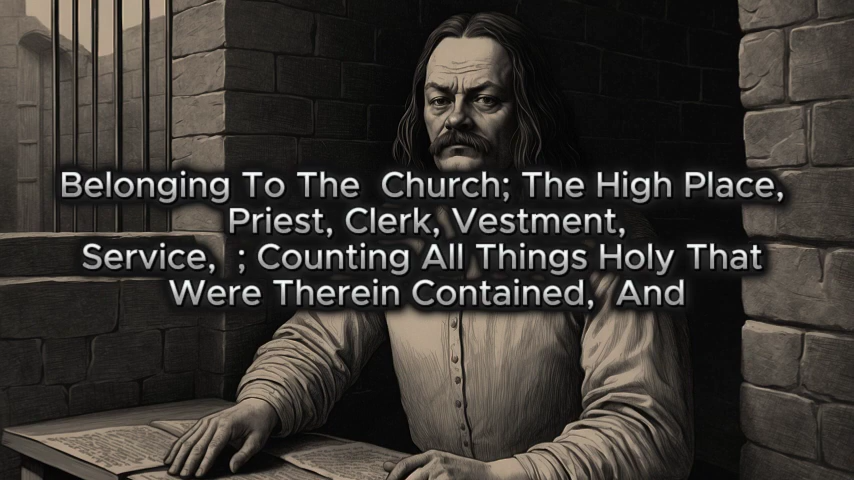 Belonging To The  Church; The High Place,
Priest, Clerk, Vestment,
Service,  ; Counting All Things Holy That
Were Therein Contained,  And